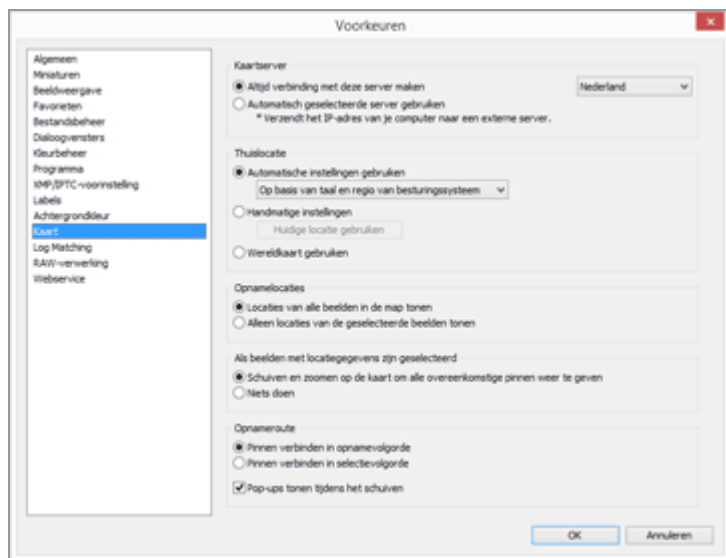 Voorkeuren
Algemeen
Miniaturen
Beeldweergave
Favorieten
Bestandsbeheer
Dialoogvensters
Kleurbeheer
Programma
XMP/IPTC-voorinstelling
Labels
Achtergrondkleur
Kaart
Log Matching
RAW-verwerking
Webservice
Kaartserver
Altijd verbinding met deze server maken
Nederland
Automatisch geselecteerde server gebruiken
* Verzendt het IP-adres van je computer naar een externe server.
Thuislocatie
Automatische instellingen gebruiken
Op basis van taal en regio van besturingssysteem
Handmatige instellingen
Huidige locatie gebruiken
Wereldkaart gebruiken
Opnamelocaties
Locaties van alle beelden in de map tonen
Alleen locaties van de geselecteerde beelden tonen
Als beelden met locatiegegevens zijn geselecteerd
Schuiven en zoomen op de kaart om alle overeenkomstige pinnen weer te geven
Niets doen
Opnameroute
Pinnen verbinden in opnamevolgorde
Pinnen verbinden in selectievolgorde
Pop-ups tonen tijdens het schuiven
OK
Annuleren